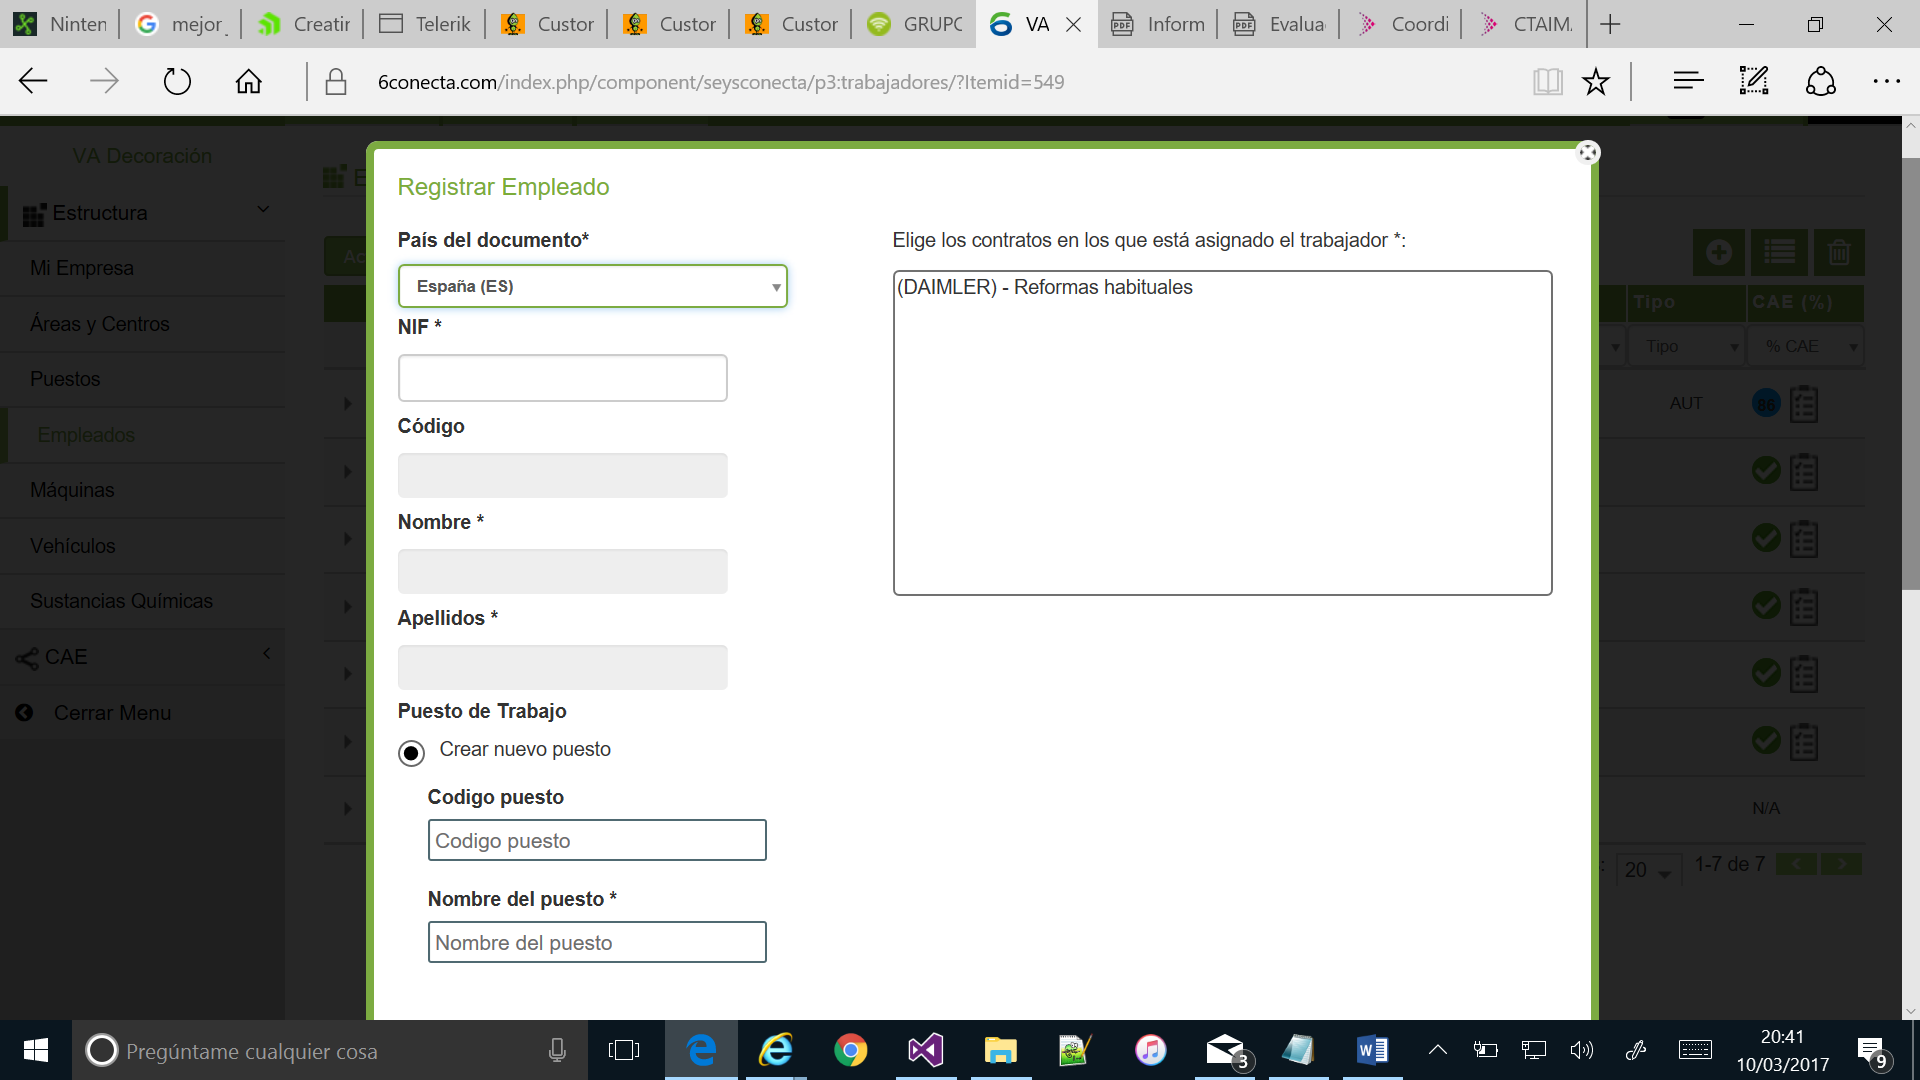 Ninten
mejor
Creatir
Telerik
Custor
Custor
Custor
GRUPO
VA
Inform
Evalua
Coordi
CTAIM
6conecta.com/index.php/component/seysconecta/p3:trabajadores/?Itemid=549
VA Decoración
Estructura
Mi Empresa
Áreas y Centros
Puestos
Empleados
Máquinas
Vehículos
Sustancias Químicas
CAE
Cerrar Menu
Registrar Empleado
País del documento*
España (ES)
NIF *
Código
Nombre *
Apellidos *
Puesto de Trabajo
Crear nuevo puesto
Codigo puesto
Codigo puesto
Nombre del puesto *
Nombre del puesto
Elige los contratos en los que está asignado el trabajador *:
(DAIMLER) - Reformas habituales
Tipo CAE (%)
Tipo % CAE
AUT 86
N/A
: 20 1-7 de 7
Pregúntame cualquier cosa
3
20:41
10/03/2017
9